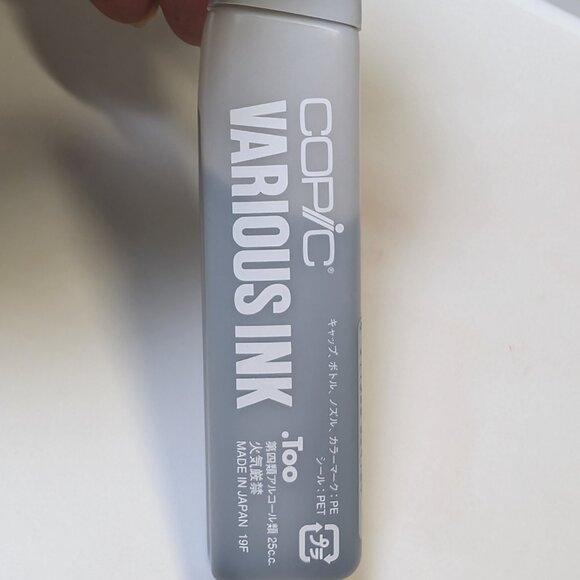 COPIC®
VARIOUS INK
キャップ、ボトル、ノズル、カラーマーク：PE
シール：PET
プラ
.Too
第四類アルコール類 25c.c.
火気厳禁
MADE IN JAPAN 19F